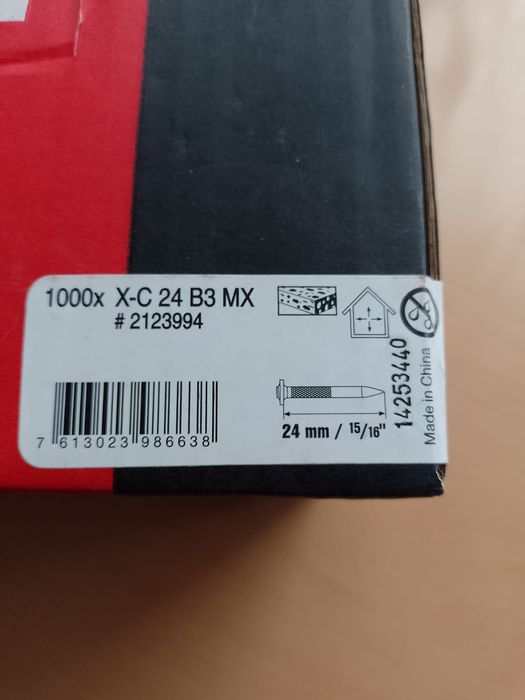 1000x X-C 24 B3 MX
# 2123994
7 613023 986638
24 mm / 15/16"
14253440
Made in China